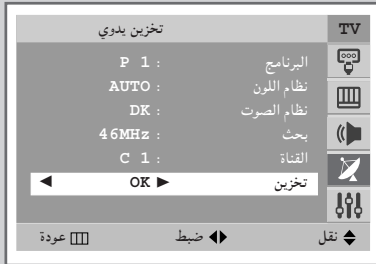 TV
تخزين يدوي
البرنامج : P 1
نظام اللون : AUTO
نظام الصوت : DK
بحث : 46MHz
القناة : C 1
تخزين ◀ OK ▶
نقل ضبط عودة